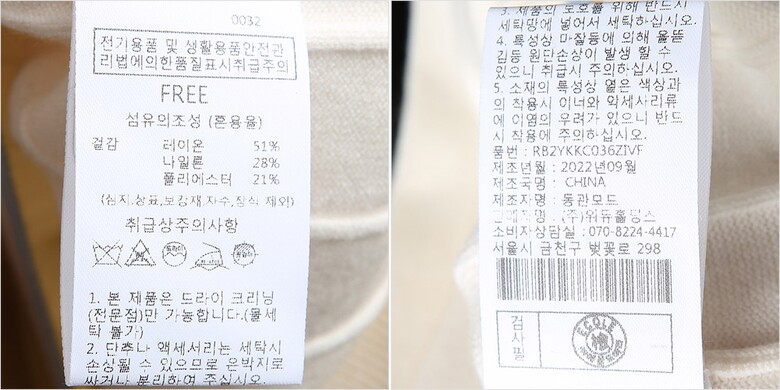 0032
전기용품 및 생활용품안전관
리법에의한품질표시취급주의
FREE
섬유의조성 (혼용율)
겉감 레이온 51%
나일론 28%
폴리에스터 21%
(심지,상표,보강재,자수,장식 제외)
취급상주의사항
드라이
1. 본 제품은 드라이 크리닝
(전문점)만 가능합니다.(물세
탁 불가)
2. 단추나 액세서리는 세탁시
손상될 수 있으므로 은박지로
싸거나 분리하여 주십시오.
3. 제품의 보호를 위해 반드시
세탁망에 넣어서 세탁하십시오.
4. 특성상 마찰등에 의해 올뜯
김등 원단손상이 발생 할 수
있으니 취급시 주의하십시오.
5. 소재의 특성상 옅은 색상과
의 착용시 이너와 악세사리류
에 이염의 우려가 있으니 반드
시 착용에 주의하십시오.
품번 : RB2YKKC036ZIVF
제조년월 : 2022년09월
제조국명 : CHINA
제조자명 : 동관모드
판매자명 : (주)위듀홀딩스
소비자상담실 : 070-8224-4417
서울시 금천구 벚꽃로 298
검사필
ECOLE